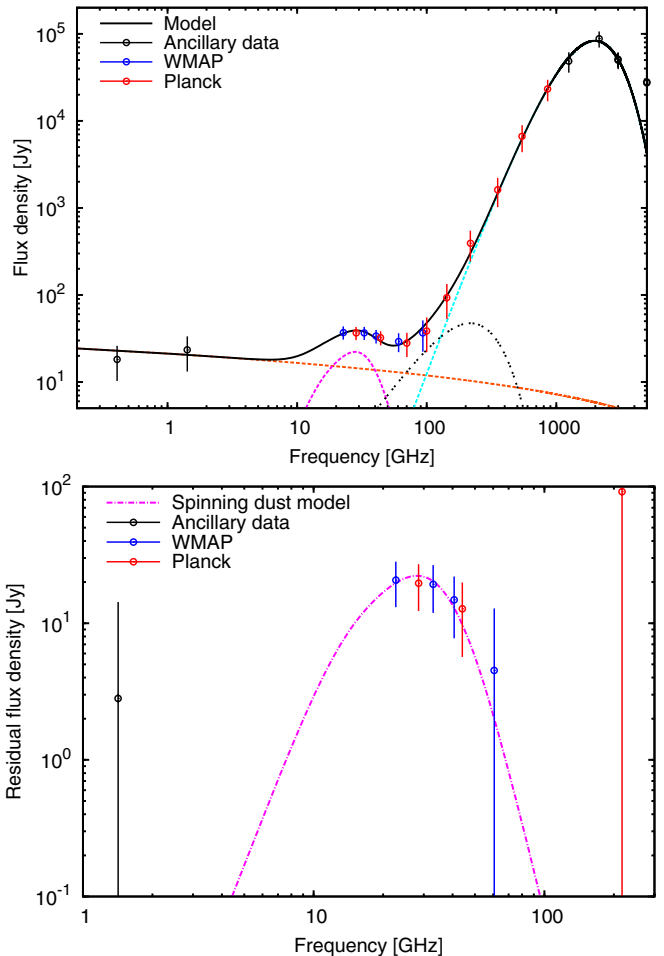 Model
Ancillary data
WMAP
Planck
10^5
10^4
10^3
10^2
10^1
Flux density [Jy]
1 10 100 1000
Frequency [GHz]
Spinning dust model
Ancillary data
WMAP
Planck
10^2
10^1
10^0
10^-1
Residual flux density [Jy]
1 10 100
Frequency [GHz]